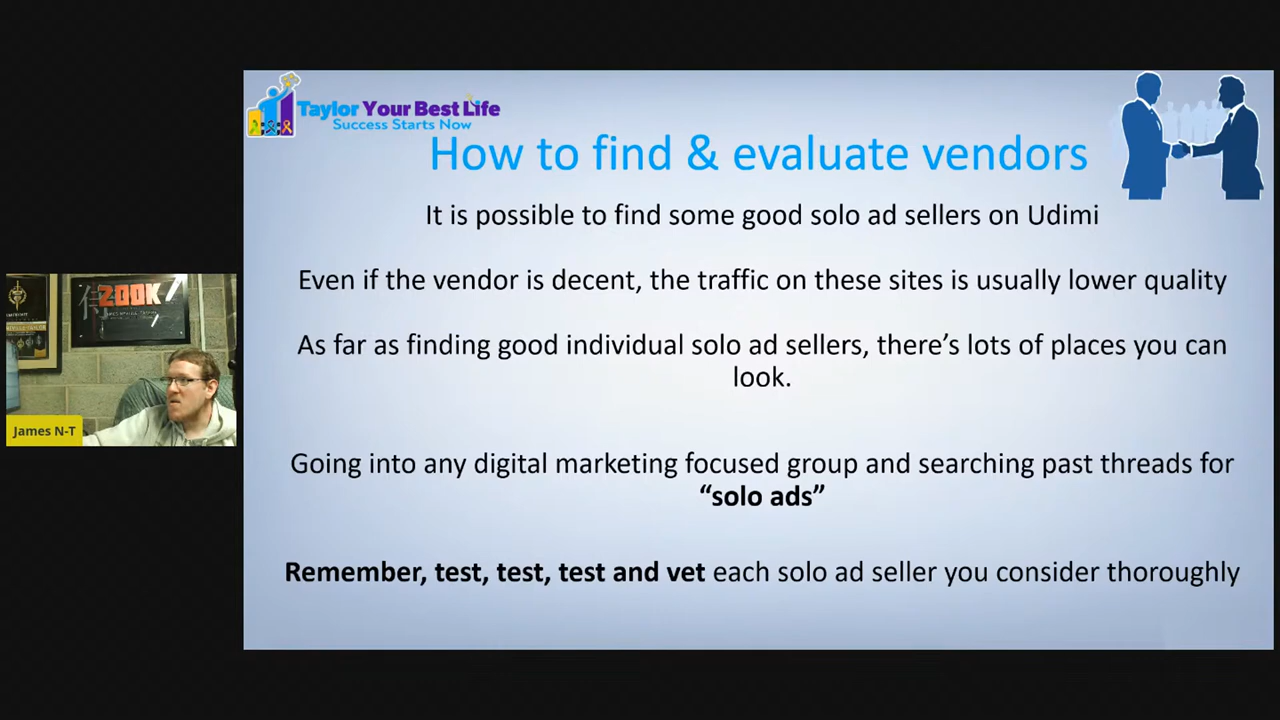 Taylor Your Best Life
Success Starts Now
How to find & evaluate vendors
It is possible to find some good solo ad sellers on Udimi
Even if the vendor is decent, the traffic on these sites is usually lower quality
As far as finding good individual solo ad sellers, there’s lots of places you can
look.
Going into any digital marketing focused group and searching past threads for
“solo ads”
Remember, test, test, test and vet each solo ad seller you consider thoroughly
200K
James N-T